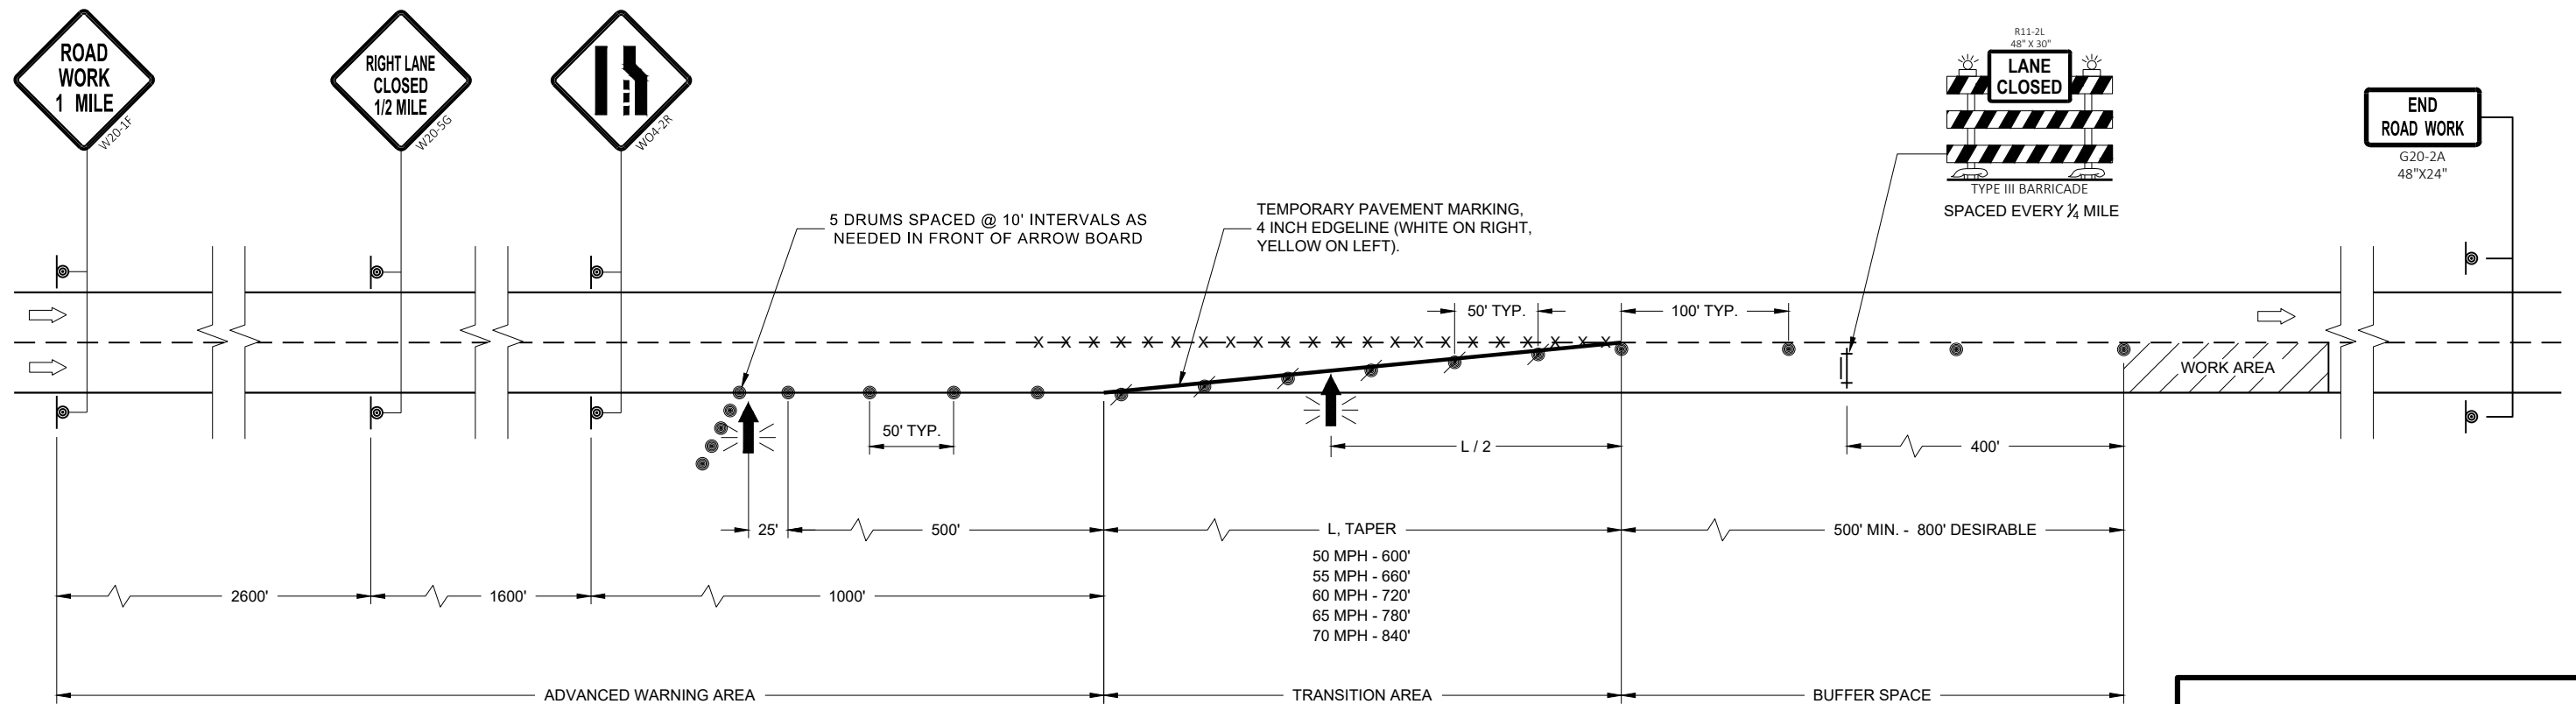 ROAD
WORK
1 MILE
W20-1F
RIGHT LANE
CLOSED
1/2 MILE
W20-5G
WO4-2R
R11-2L
48" X 30"
LANE
CLOSED
TYPE III BARRICADE
SPACED EVERY ¼ MILE
END
ROAD WORK
G20-2A
48"X24"
5 DRUMS SPACED @ 10' INTERVALS AS
NEEDED IN FRONT OF ARROW BOARD
TEMPORARY PAVEMENT MARKING,
4 INCH EDGELINE (WHITE ON RIGHT,
YELLOW ON LEFT).
50' TYP.
100' TYP.
X X X X X X X X X X X X X X X X X X X X X X
WORK AREA
50' TYP.
L / 2
400'
25'
500'
L, TAPER
500' MIN. - 800' DESIRABLE
50 MPH - 600'
55 MPH - 660'
60 MPH - 720'
65 MPH - 780'
70 MPH - 840'
2600'
1600'
1000'
ADVANCED WARNING AREA
TRANSITION AREA
BUFFER SPACE